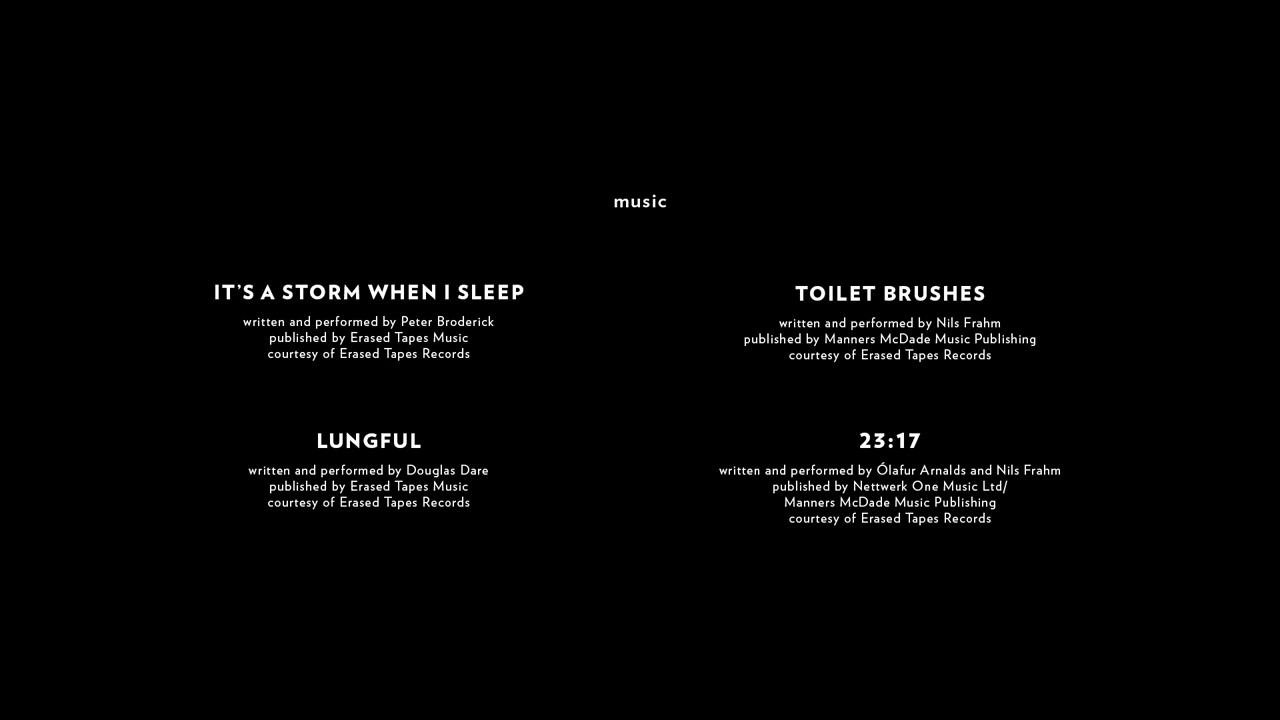 music
IT'S A STORM WHEN I SLEEP
written and performed by Peter Broderick
published by Erased Tapes Music
courtesy of Erased Tapes Records
TOILET BRUSHES
written and performed by Nils Frahm
published by Manners McDade Music Publishing
courtesy of Erased Tapes Records
LUNGFUL
written and performed by Douglas Dare
published by Erased Tapes Music
courtesy of Erased Tapes Records
23:17
written and performed by Ólafur Arnalds and Nils Frahm
published by Nettwerk One Music Ltd/
Manners McDade Music Publishing
courtesy of Erased Tapes Records